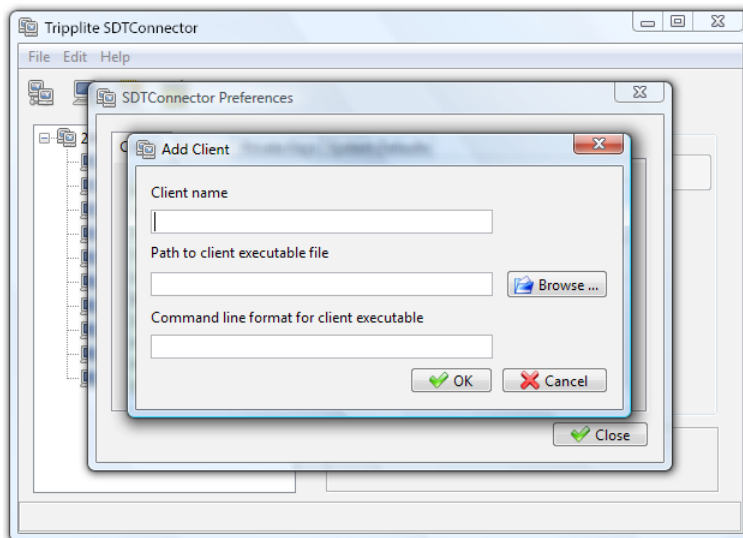 Tripplite SDTConnector
File Edit Help
SDTConnector Preferences
2
C
Add Client
Client name
Path to client executable file
Browse ...
Command line format for client executable
OK
Cancel
Close